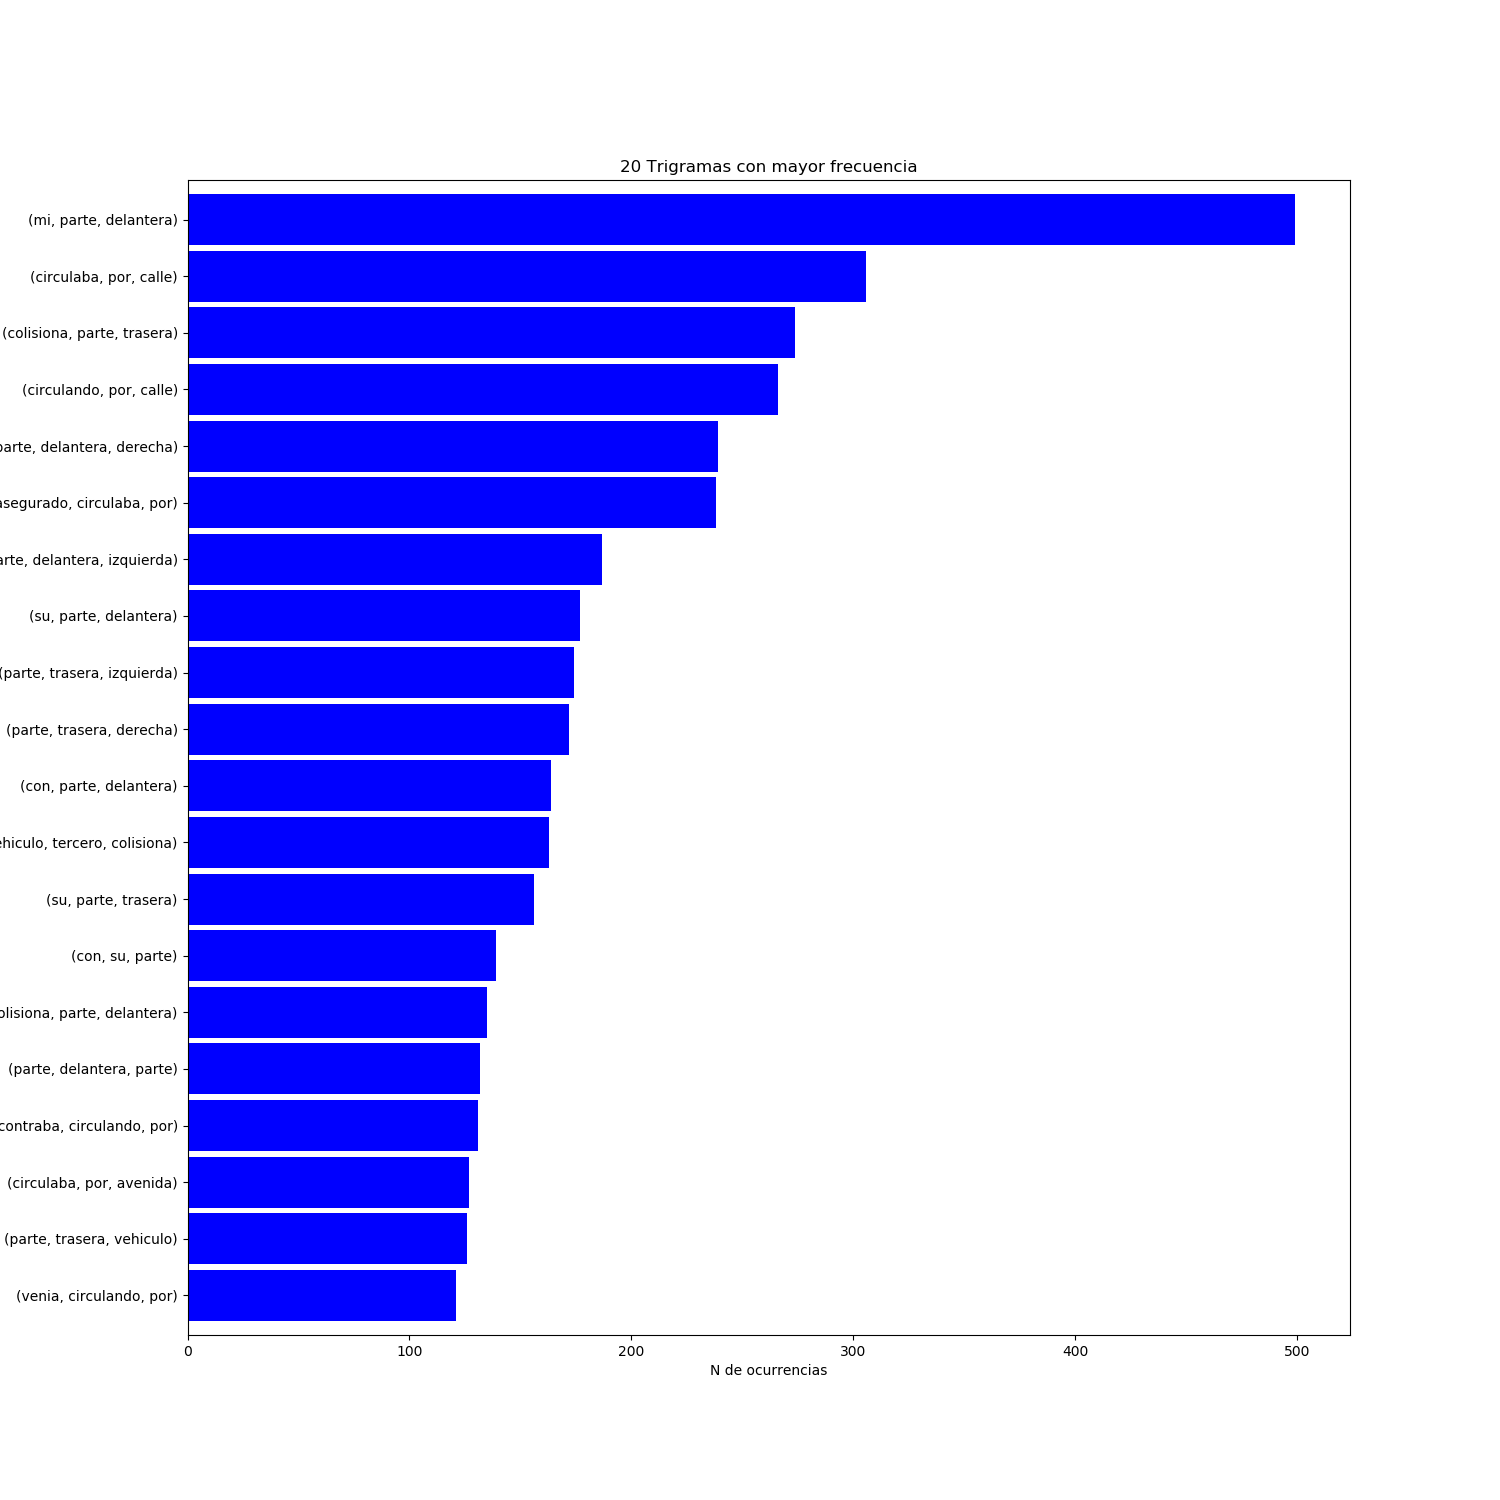 20 Trigramas con mayor frecuencia
(mi, parte, delantera)
(circulaba, por, calle)
(colisiona, parte, trasera)
(circulando, por, calle)
parte, delantera, derecha)
asegurado, circulaba, por)
arte, delantera, izquierda)
(su, parte, delantera)
(parte, trasera, izquierda)
(parte, trasera, derecha)
(con, parte, delantera)
ehiculo, tercero, colisiona)
(su, parte, trasera)
(con, su, parte)
olisiona, parte, delantera)
(parte, delantera, parte)
contraba, circulando, por)
(circulaba, por, avenida)
(parte, trasera, vehiculo)
(venia, circulando, por)
0 100 200 300 400 500
N de ocurrencias